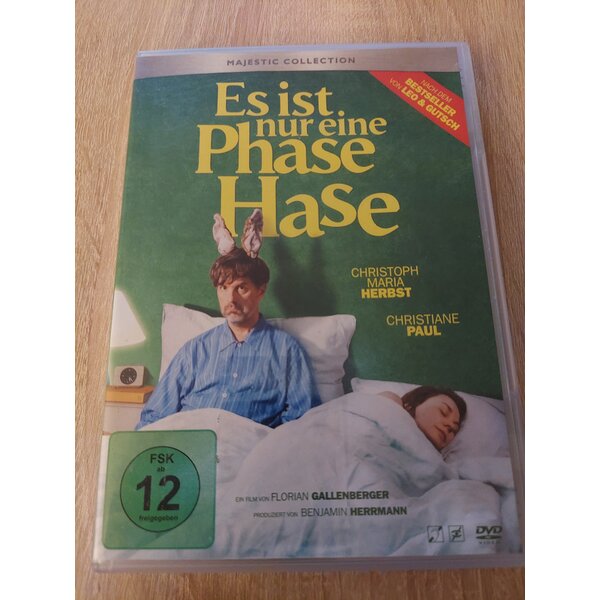 MAJESTIC COLLECTION
NACH DEM
BESTSELLER
VON LEO & GUTSCH
Es ist
nur eine
Phase
Hase
CHRISTOPH
MARIA
HERBST
CHRISTIANE
PAUL
FSK
ab
12
freigegeben
EIN FILM VON FLORIAN GALLENBERGER
PRODUZIERT VON BENJAMIN HERRMANN
DVD
VIDEO